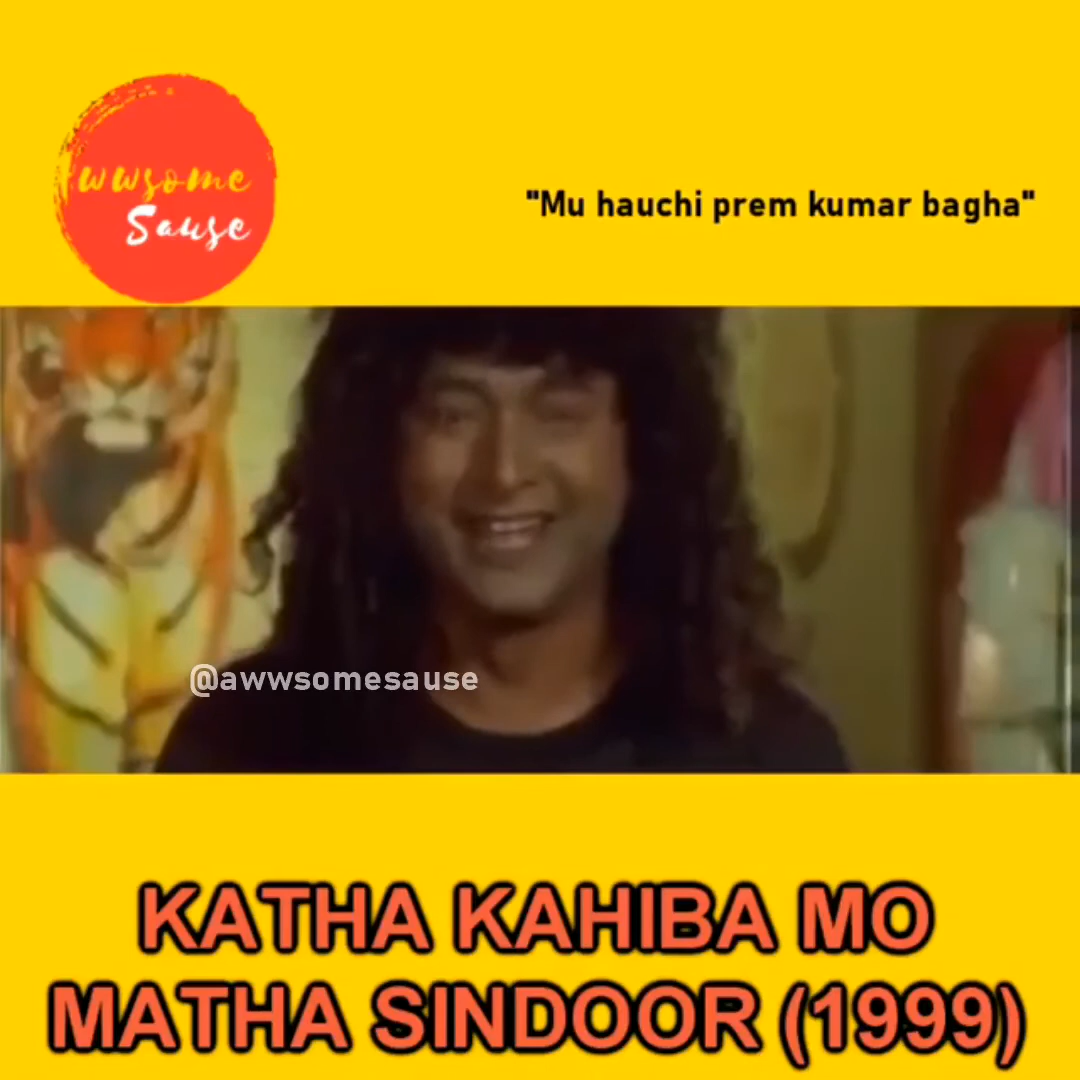 wwsome
Sause
"Mu hauchi prem kumar bagha"
@awwsomesause
KATHA KAHIBA MO
MATHA SINDOOR (1999)